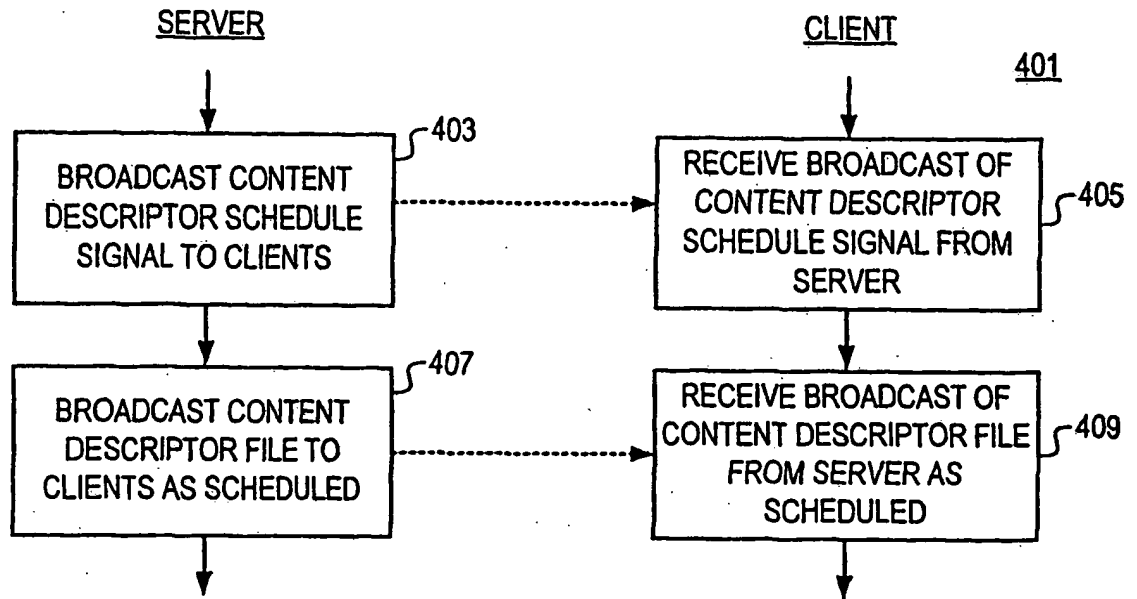 SERVER
CLIENT
401
403
BROADCAST CONTENT
DESCRIPTOR SCHEDULE
SIGNAL TO CLIENTS
RECEIVE BROADCAST OF
CONTENT DESCRIPTOR
SCHEDULE SIGNAL FROM
SERVER
405
407
BROADCAST CONTENT
DESCRIPTOR FILE TO
CLIENTS AS SCHEDULED
RECEIVE BROADCAST OF
CONTENT DESCRIPTOR FILE
FROM SERVER AS
SCHEDULED
409